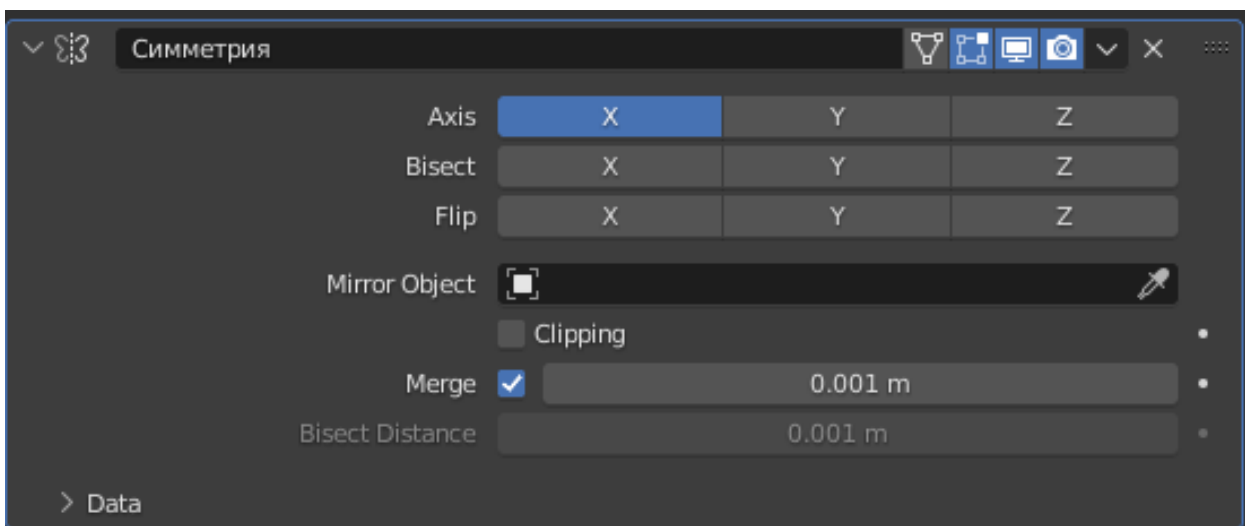 Симметрия
Axis X Y Z
Bisect X Y Z
Flip X Y Z
Mirror Object
Clipping
Merge 0.001 m
Bisect Distance 0.001 m
Data